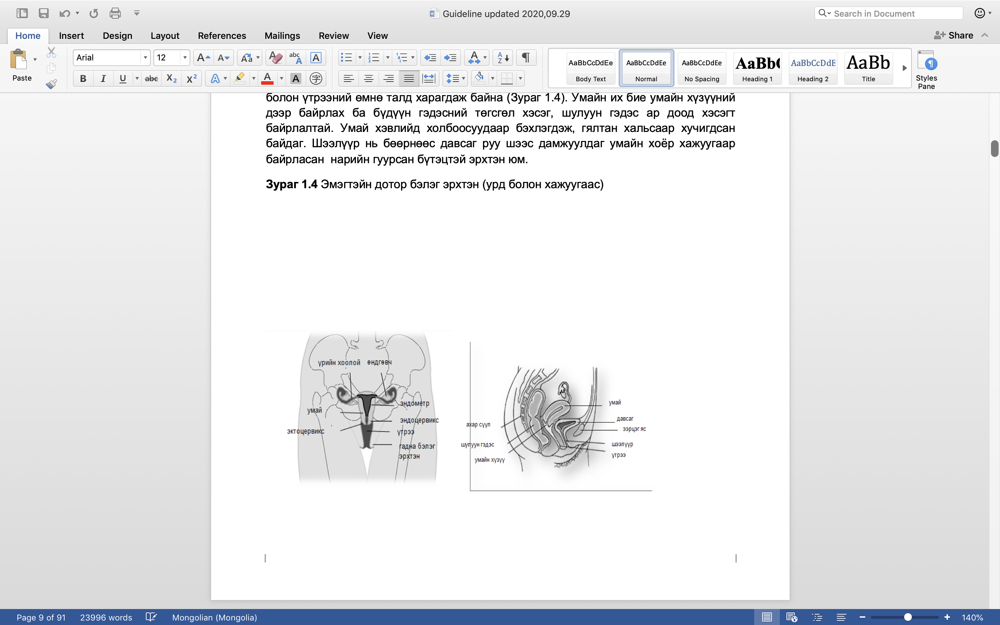 Guideline updated 2020,09.29
Search in Document
Home Insert Design Layout References Mailings Review View Share
Paste
Arial 12
AaBbCcDdEe AaBbCcDdEe AaBbCcDdEe AaBb( AaBbCcDdE AaBb
Body Text Normal No Spacing Heading 1 Heading 2 Title
Styles
Pane
болон үтрээний өмнө талд харагдаж байна (Зураг 1.4). Умайн их бие умайн хүзүүний
дээр байрлах ба бүдүүн гэдэсний төгсгөл хэсэг, шулуун гэдэс ар доод хэсэгт
байрлалтай. Умай хэвлийд холбоосуудаар бэхлэгдэж, гялтан хальсаар хучигдсан
байдаг. Шээлүүр нь бөөрнөөс давсаг руу шээс дамжуулдаг умайн хоёр хажуугаар
байрласан нарийн гуурсан бүтэцтэй эрхтэн юм.
Зураг 1.4 Эмэгтэйн дотор бэлэг эрхтэн (урд болон хажуугаас)
үрийн хоолой өндгөвч
эндометр
умай
эндоцервикс
эктоцервикс
үтрээ
гадна бэлэг
эрхтэн
умай
давсаг
ахар сүүл
ээрцэг яс
шулуун гэдэс
шээлүүр
үтрээ
умайн хүзүү
Page 9 of 91 23996 words Mongolian (Mongolia) 140%